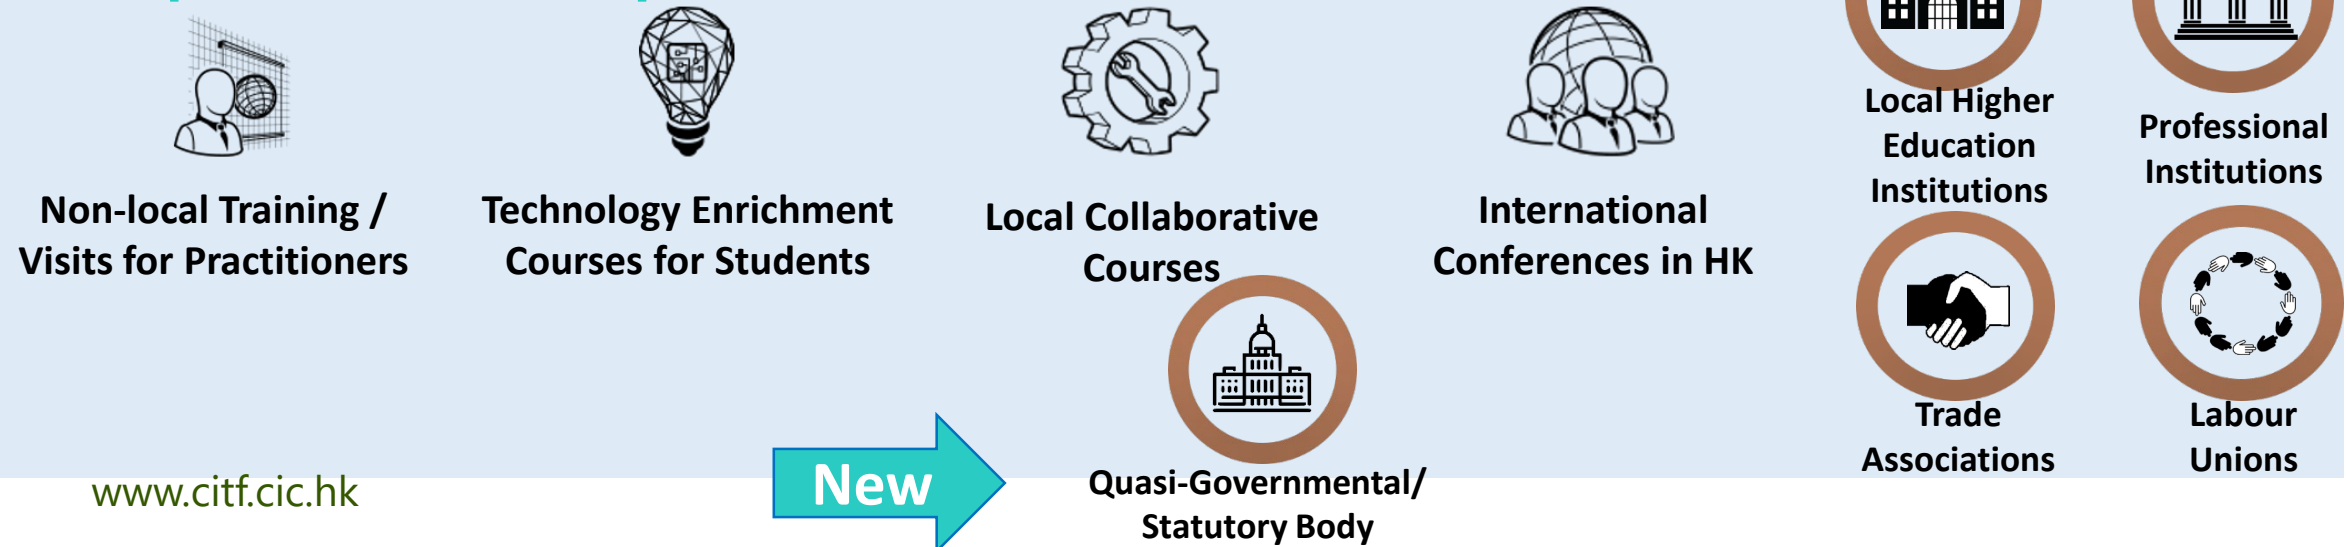 Non-local Training /
Visits for Practitioners
Technology Enrichment
Courses for Students
Local Collaborative
Courses
International
Conferences in HK
Local Higher
Education
Institutions
Professional
Institutions
Trade
Associations
Labour
Unions
New
Quasi-Governmental/
Statutory Body
www.citf.cic.hk